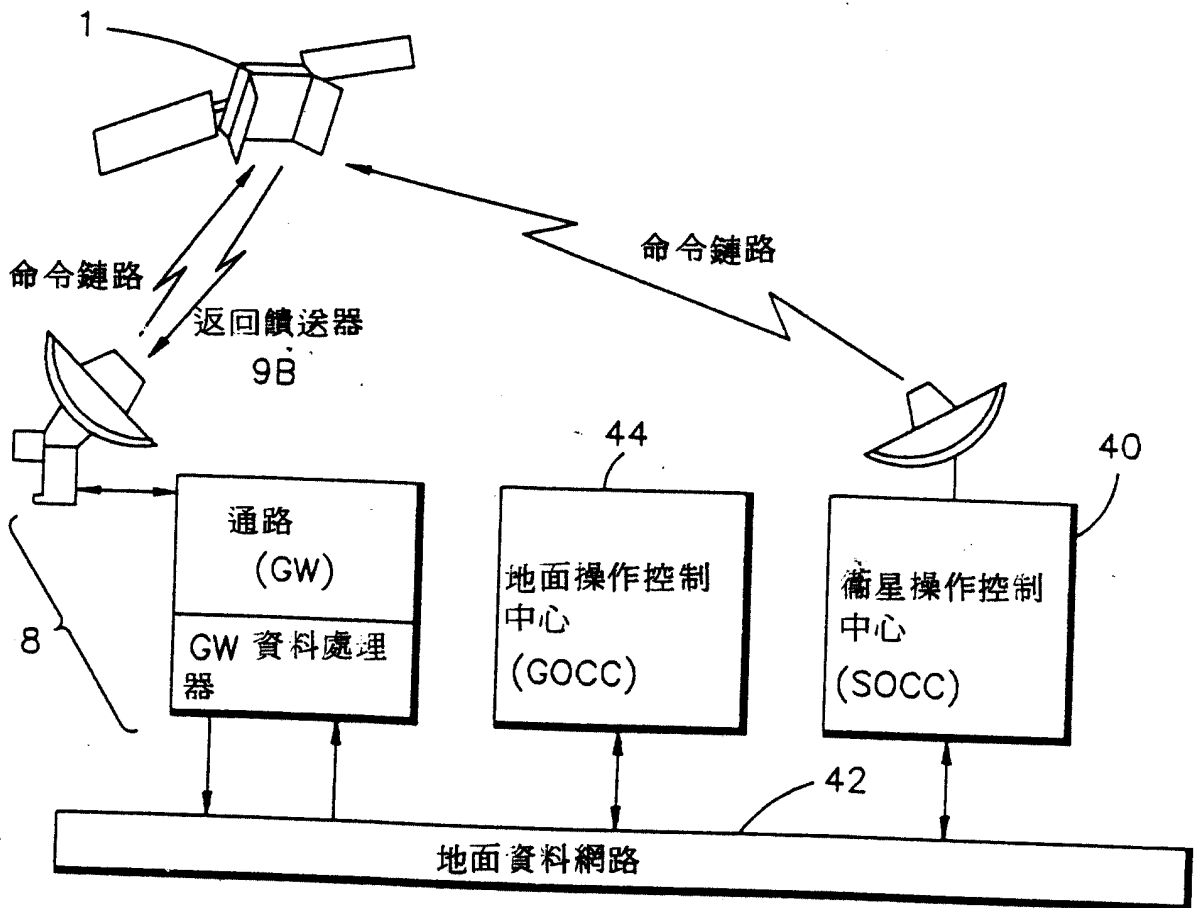 1
命令鏈路
命令鏈路
返回饋送器
9B
44
40
通路
(GW)
地面操作控制
中心
(GOCC)
衞星操作控制
中心
(SOCC)
8
GW 資料處理
器
42
地面資料網路